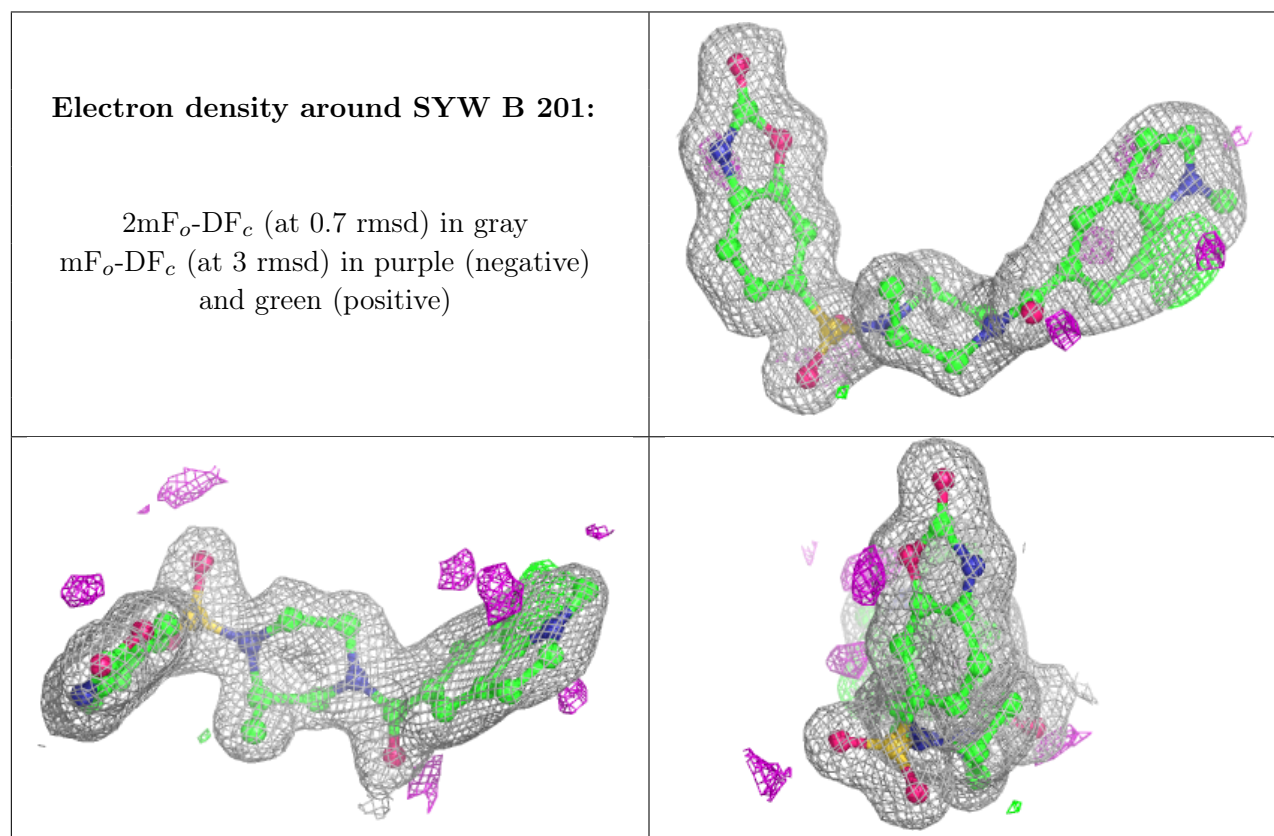 Electron density around SYW B 201:
2mFo-DFc (at 0.7 rmsd) in gray
mFo-DFc (at 3 rmsd) in purple (negative)
and green (positive)